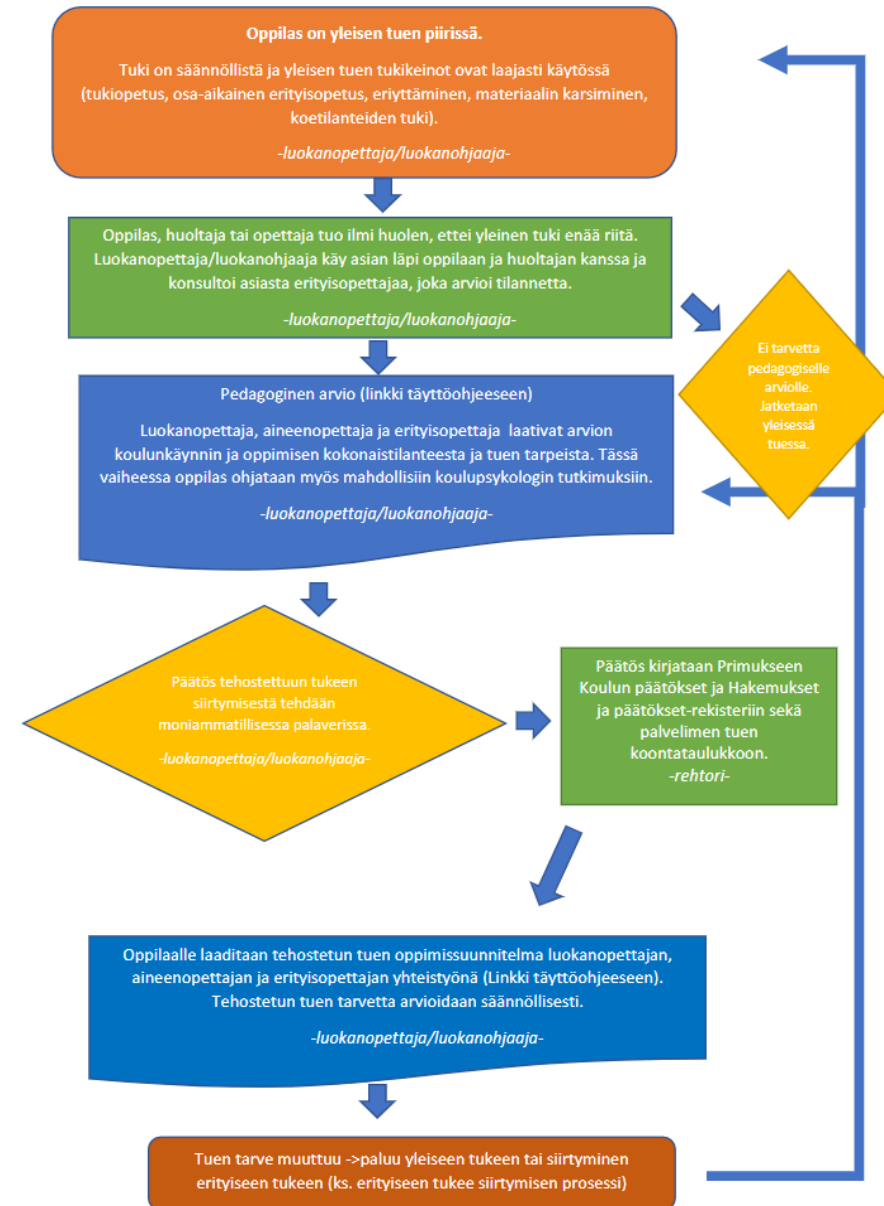 Oppilas on yleisen tuen piirissä.
Tuki on säännöllistä ja yleisen tuen tukikeinot ovat laajasti käytössä
(tukiopetus, osa-aikainen erityisopetus, eriyttäminen, materiaalin karsiminen,
koetilanteiden tuki).
-luokanopettaja/luokanohjaaja-
Oppilas, huoltaja tai opettaja tuo ilmi huolen, ettei yleinen tuki enää riitä.
Luokanopettaja/luokanohjaaja käy asian läpi oppilaan ja huoltajan kanssa ja
konsultoi asiasta erityisopettajaa, joka arvioi tilannetta.
-luokanopettaja/luokanohjaaja-
Ei tarvetta
pedagogiselle
arviolle.
Jatketaan
yleisessä
tuessa.
Pedagoginen arvio (linkki täyttöohjeeseen)
Luokanopettaja, aineenopettaja ja erityisopettaja laativat arvion
koulunkäynnin ja oppimisen kokonaistilanteesta ja tuen tarpeista. Tässä
vaiheessa oppilas ohjataan myös mahdollisiin koulupsykologin tutkimuksiin.
-luokanopettaja/luokanohjaaja-
Päätös tehostettuun tukeen
siirtymisestä tehdään
moniammatillisessa palaverissa.
-luokanopettaja/luokanohjaaja-
Päätös kirjataan Primukseen
Koulun päätökset ja Hakemukset
ja päätökset-rekisteriin sekä
palvelimen tuen
koontataulukkoon.
-rehtori-
Oppilaalle laaditaan tehostetun tuen oppimissuunnitelma luokanopettajan,
aineenopettajan ja erityisopettajan yhteistyönä (Linkki täyttöohjeeseen).
Tehostetun tuen tarvetta arvioidaan säännöllisesti.
-luokanopettaja/luokanohjaaja-
Tuen tarve muuttuu ->paluu yleiseen tukeen tai siirtyminen
erityiseen tukeen (ks. erityiseen tukee siirtymisen prosessi)